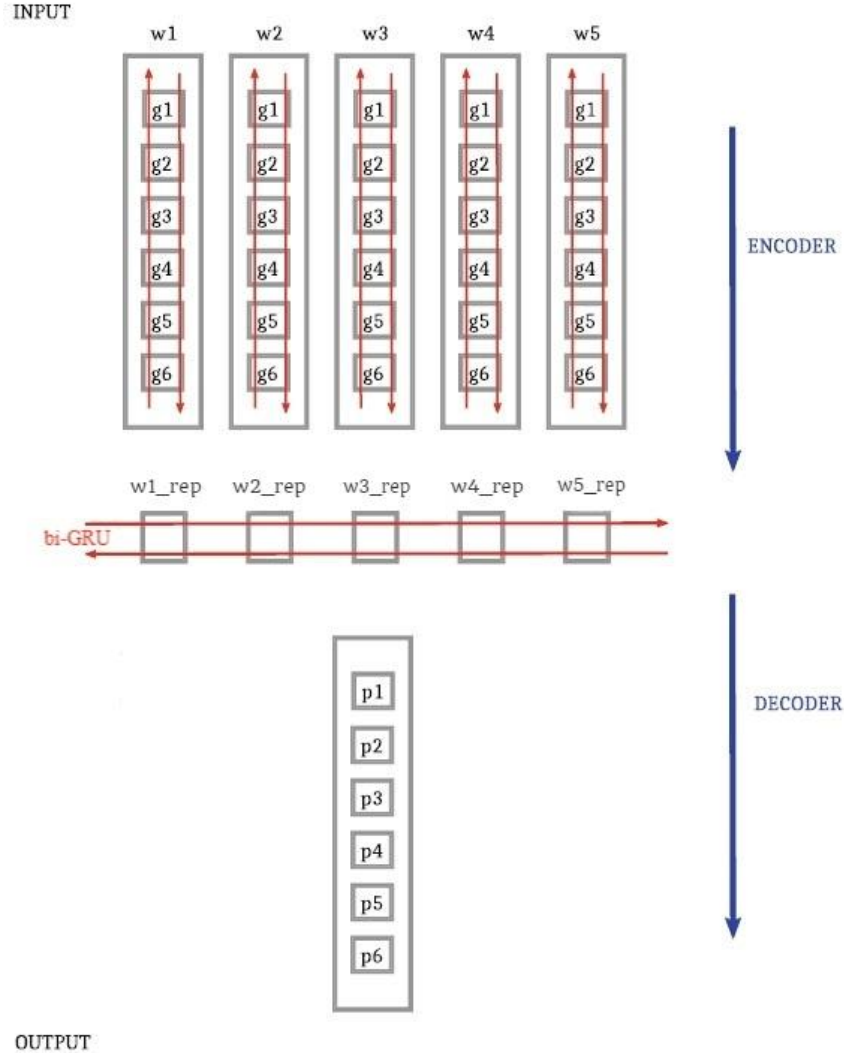 INPUT
w1 w2 w3 w4 w5
g1 g1 g1 g1 g1
g2 g2 g2 g2 g2
g3 g3 g3 g3 g3
g4 g4 g4 g4 g4
ENCODER
g5 g5 g5 g5 g5
g6 g6 g6 g6 g6
w1_rep w2_rep w3_rep w4_rep w5_rep
bi-GRU
p1
DECODER
p2
p3
p4
p5
p6
OUTPUT